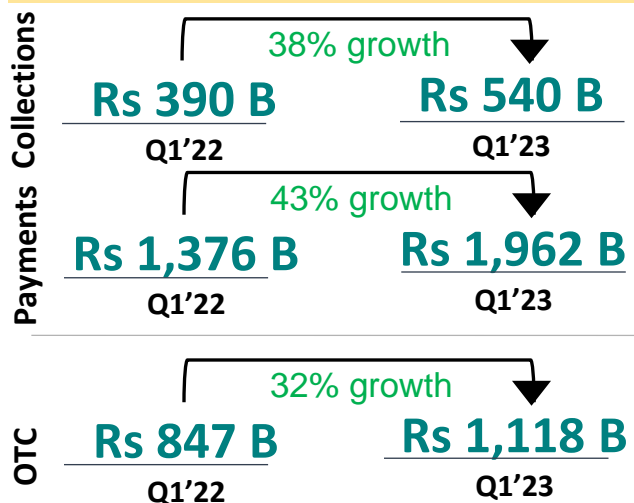 Collections
38% growth
Rs 390 B
Rs 540 B
Q1’22
Q1’23
Payments
43% growth
Rs 1,376 B
Rs 1,962 B
Q1’22
Q1’23
OTC
32% growth
Rs 847 B
Rs 1,118 B
Q1’22
Q1’23